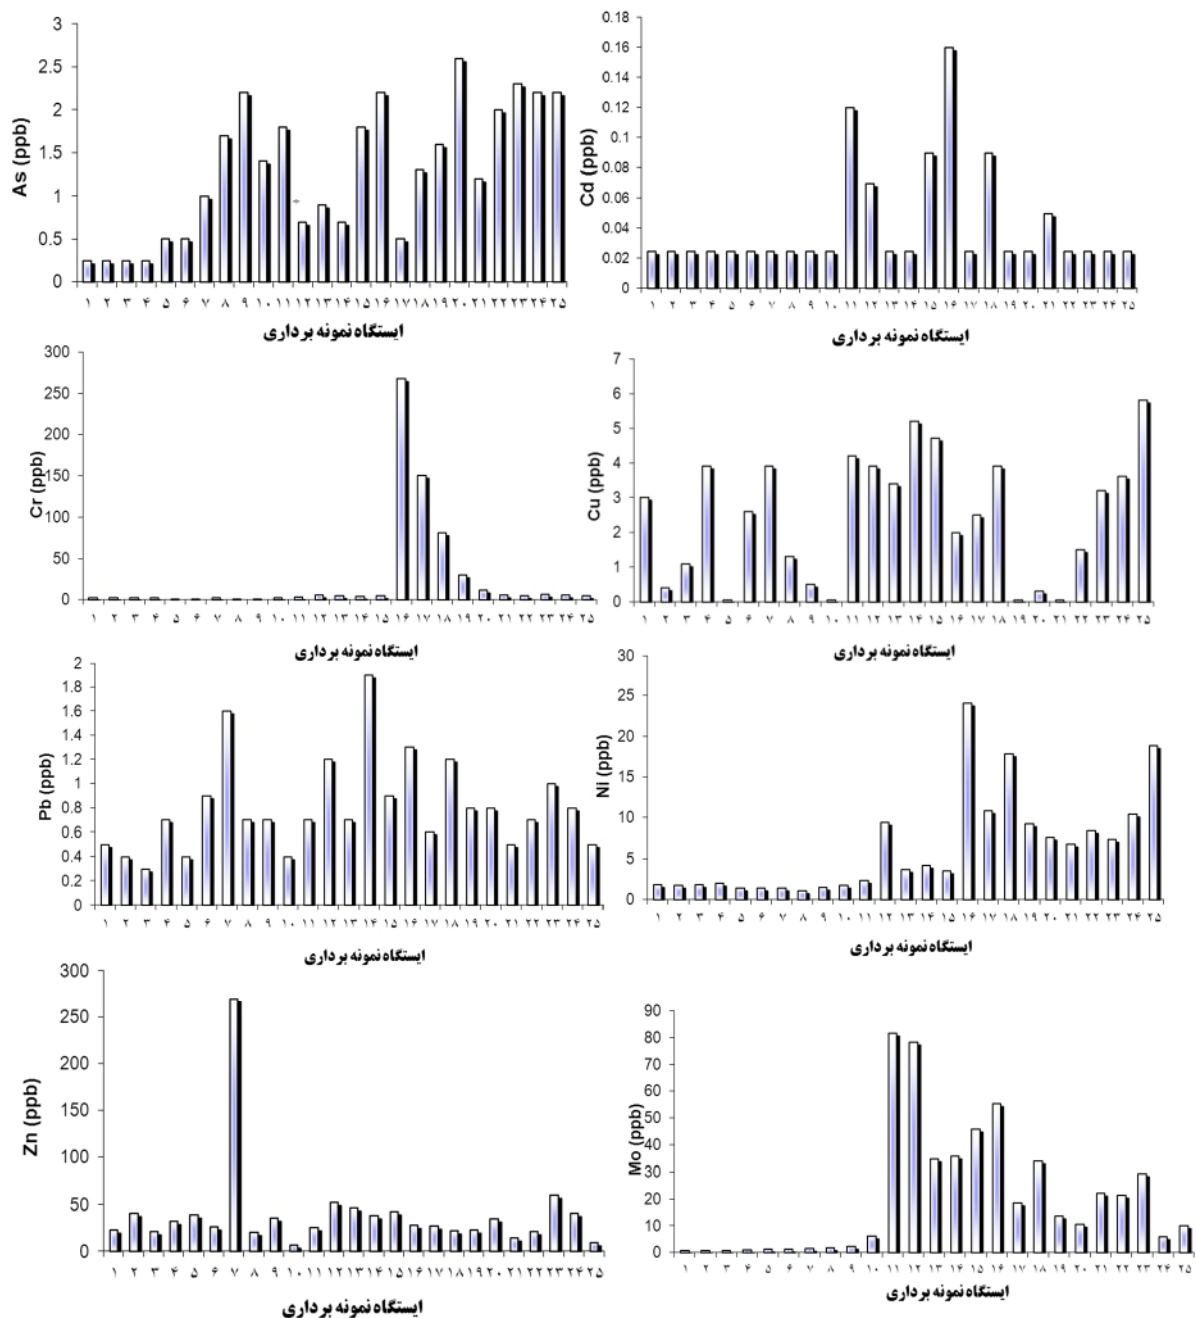 As (ppb)
3
2.5
2
1.5
1
0.5
0
۱ ۲ ۳ ۴ ۵ ۶ ۷ ۸ ۹ ۱۰ ۱۱ ۱۲ ۱۳ ۱۴ ۱۵ ۱۶ ۱۷ ۱۸ ۱۹ ۲۰ ۲۱ ۲۲ ۲۳ ۲۴ ۲۵
ایستگاه نمونه برداری
Cd (ppb)
0.18
0.16
0.14
0.12
0.1
0.08
0.06
0.04
0.02
0
۱ ۲ ۳ ۴ ۵ ۶ ۷ ۸ ۹ ۱۰ ۱۱ ۱۲ ۱۳ ۱۴ ۱۵ ۱۶ ۱۷ ۱۸ ۱۹ ۲۰ ۲۱ ۲۲ ۲۳ ۲۴ ۲۵
ایستگاه نمونه برداری
Cr (ppb)
300
250
200
150
100
50
0
۱ ۲ ۳ ۴ ۵ ۶ ۷ ۸ ۹ ۱۰ ۱۱ ۱۲ ۱۳ ۱۴ ۱۵ ۱۶ ۱۷ ۱۸ ۱۹ ۲۰ ۲۱ ۲۲ ۲۳ ۲۴ ۲۵
ایستگاه نمونه برداری
Cu (ppb)
7
6
5
4
3
2
1
0
۱ ۲ ۳ ۴ ۵ ۶ ۷ ۸ ۹ ۱۰ ۱۱ ۱۲ ۱۳ ۱۴ ۱۵ ۱۶ ۱۷ ۱۸ ۱۹ ۲۰ ۲۱ ۲۲ ۲۳ ۲۴ ۲۵
ایستگاه نمونه برداری
Pb (ppb)
2
1.8
1.6
1.4
1.2
1
0.8
0.6
0.4
0.2
0
۱ ۲ ۳ ۴ ۵ ۶ ۷ ۸ ۹ ۱۰ ۱۱ ۱۲ ۱۳ ۱۴ ۱۵ ۱۶ ۱۷ ۱۸ ۱۹ ۲۰ ۲۱ ۲۲ ۲۳ ۲۴ ۲۵
ایستگاه نمونه برداری
Ni (ppb)
30
25
20
15
10
5
0
۱ ۲ ۳ ۴ ۵ ۶ ۷ ۸ ۹ ۱۰ ۱۱ ۱۲ ۱۳ ۱۴ ۱۵ ۱۶ ۱۷ ۱۸ ۱۹ ۲۰ ۲۱ ۲۲ ۲۳ ۲۴ ۲۵
ایستگاه نمونه برداری
Zn (ppb)
300
250
200
150
100
50
0
۱ ۲ ۳ ۴ ۵ ۶ ۷ ۸ ۹ ۱۰ ۱۱ ۱۲ ۱۳ ۱۴ ۱۵ ۱۶ ۱۷ ۱۸ ۱۹ ۲۰ ۲۱ ۲۲ ۲۳ ۲۴ ۲۵
ایستگاه نمونه برداری
Mo (ppb)
90
80
70
60
50
40
30
20
10
0
۱ ۲ ۳ ۴ ۵ ۶ ۷ ۸ ۹ ۱۰ ۱۱ ۱۲ ۱۳ ۱۴ ۱۵ ۱۶ ۱۷ ۱۸ ۱۹ ۲۰ ۲۱ ۲۲ ۲۳ ۲۴ ۲۵
ایستگاه نمونه برداری